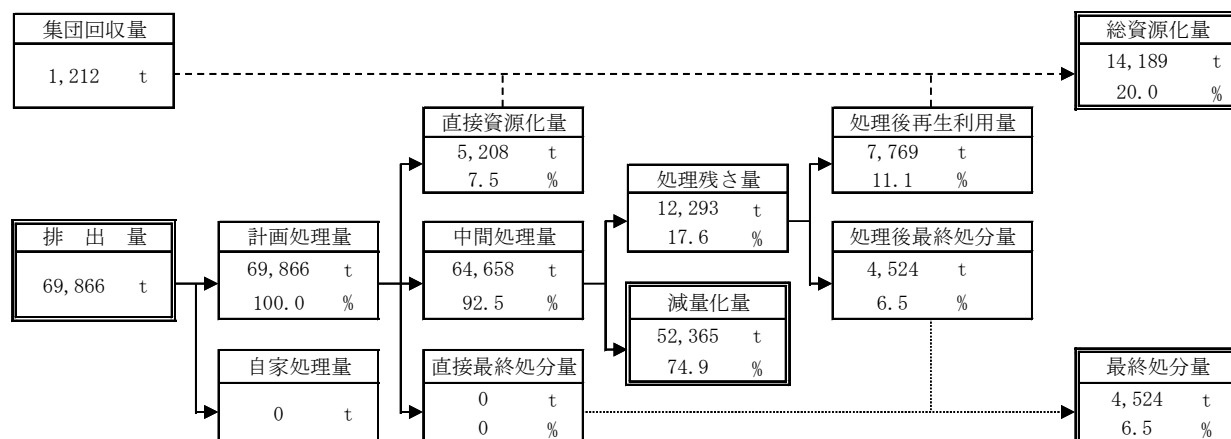 集団回収量
1,212 t
総資源化量
14,189 t
20.0 %
直接資源化量
5,208 t
7.5 %
処理後再生利用量
7,769 t
11.1 %
処理残さ量
12,293 t
17.6 %
排 出 量
69,866 t
計画処理量
69,866 t
100.0 %
中間処理量
64,658 t
92.5 %
処理後最終処分量
4,524 t
6.5 %
減量化量
52,365 t
74.9 %
自家処理量
0 t
直接最終処分量
0 t
0 %
最終処分量
4,524 t
6.5 %